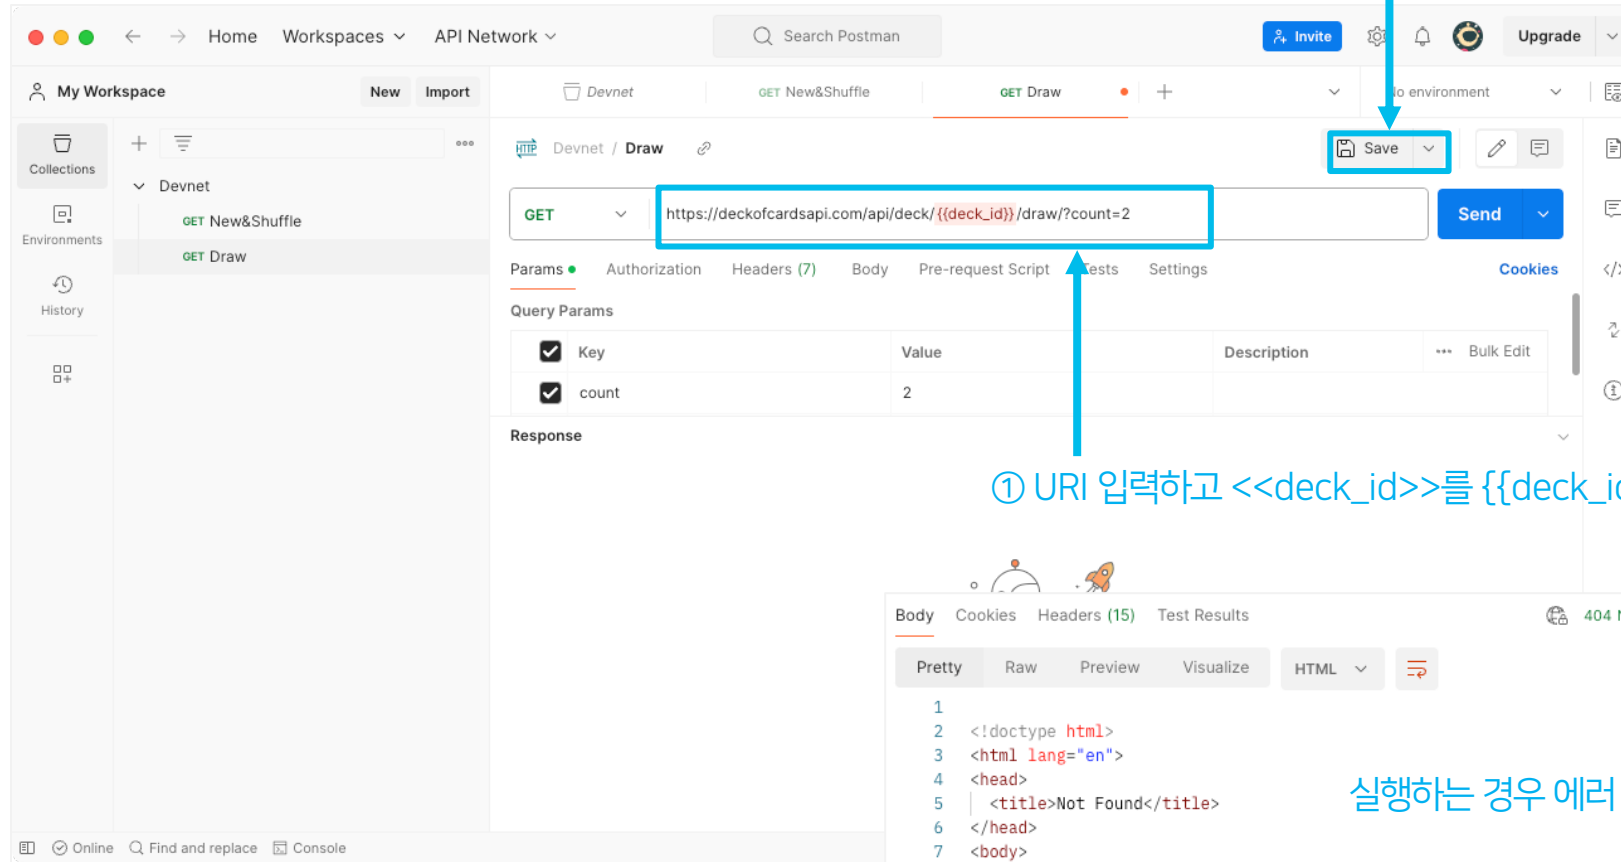 Home Workspaces API Network Search Postman Invite Upgrade
My Workspace New Import Devnet GET New&Shuffle GET Draw No environment
Collections
HTTP Devnet / Draw Save
Devnet
GET https://deckofcardsapi.com/api/deck/{{deck_id}}/draw/?count=2 Send
GET New&Shuffle
Environments
GET Draw
Params Authorization Headers (7) Body Pre-request Script Tests Settings Cookies
History
Query Params
Key Value Description Bulk Edit
count 2
Response
① URI 입력하고 <<deck_id>>를 {{deck_i
Body Cookies Headers (15) Test Results 404
Pretty Raw Preview Visualize HTML
1
2 <!doctype html>
3 <html lang="en">
4 <head>
5 <title>Not Found</title>
6 </head>
7 <body>
실행하는 경우 에러
Online Find and replace Console